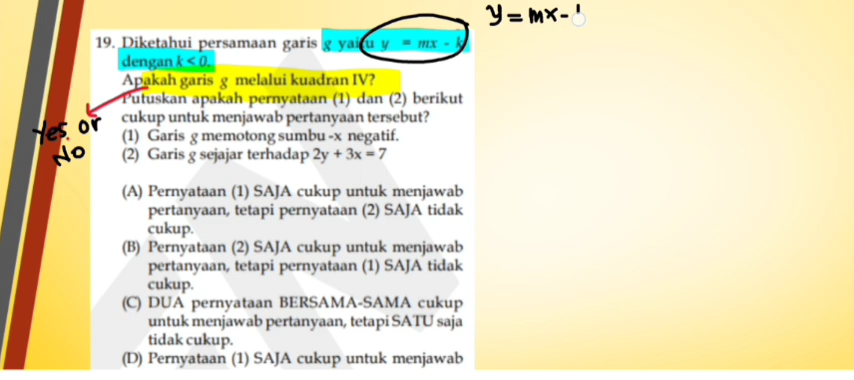 y = mx -
19. Diketahui persamaan garis g yaitu y = mx - k
dengan k < 0.
Apakah garis g melalui kuadran IV?
Putuskan apakah pernyataan (1) dan (2) berikut
cukup untuk menjawab pertanyaan tersebut?
Yes or
No
(1) Garis g memotong sumbu -x negatif.
(2) Garis g sejajar terhadap 2y + 3x = 7
(A) Pernyataan (1) SAJA cukup untuk menjawab
pertanyaan, tetapi pernyataan (2) SAJA tidak
cukup.
(B) Pernyataan (2) SAJA cukup untuk menjawab
pertanyaan, tetapi pernyataan (1) SAJA tidak
cukup.
(C) DUA pernyataan BERSAMA-SAMA cukup
untuk menjawab pertanyaan, tetapi SATU saja
tidak cukup.
(D) Pernyataan (1) SAJA cukup untuk menjawab